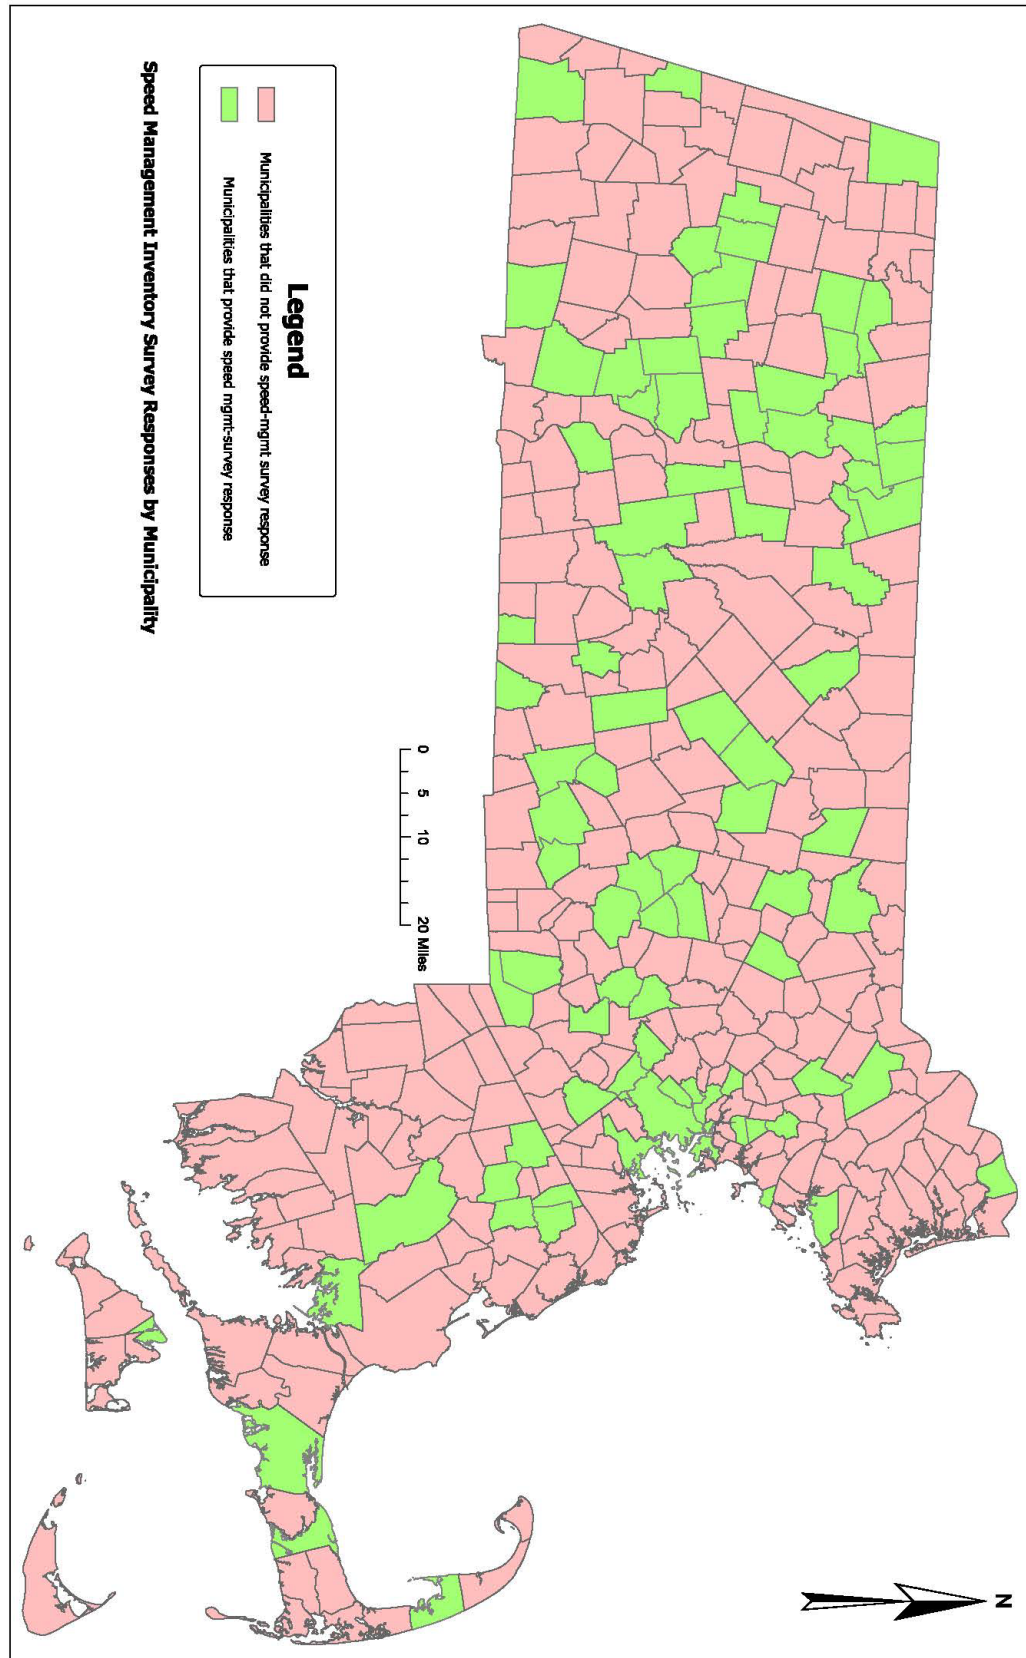 N
Legend
Municipalities that did not provide speed-mgmt survey response
Municipalities that provide speed mgmt-survey response
0 5 10 20 Miles
Speed Management Inventory Survey Responses by Municipality